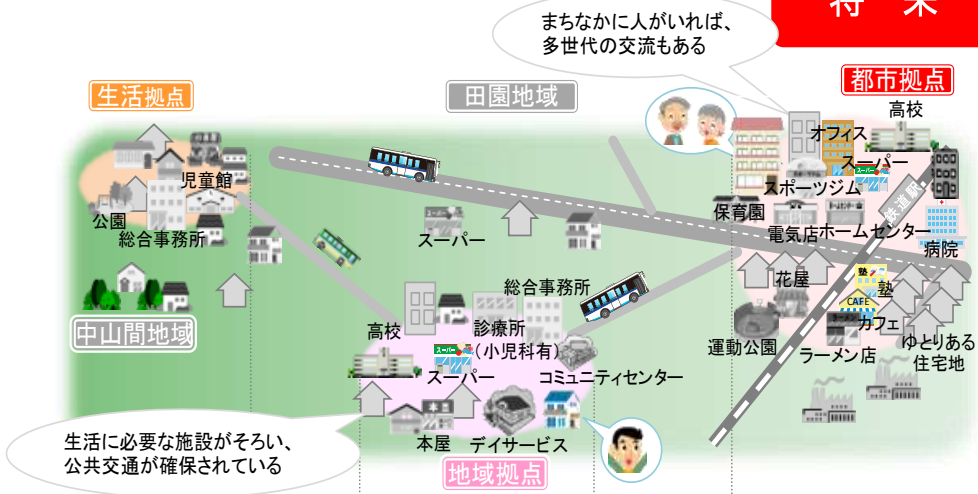 将 来
まちなかに人がいれば、
多世代の交流もある
生活拠点
田園地域
都市拠点
高校
オフィス
スーパー
スポーツジム
児童館
公園
総合事務所
スーパー
保育園
電気店
ホームセンター
鉄道駅
病院
中山間地域
総合事務所
花屋
塾
塾
CAFE
カフェ
ラーメン
ラーメン店
運動公園
ゆとりある
住宅地
高校
診療所
(小児科有)
スーパー
スーパー
コミュニティセンター
本屋
デイサービス
生活に必要な施設がそろい、
公共交通が確保されている
地域拠点